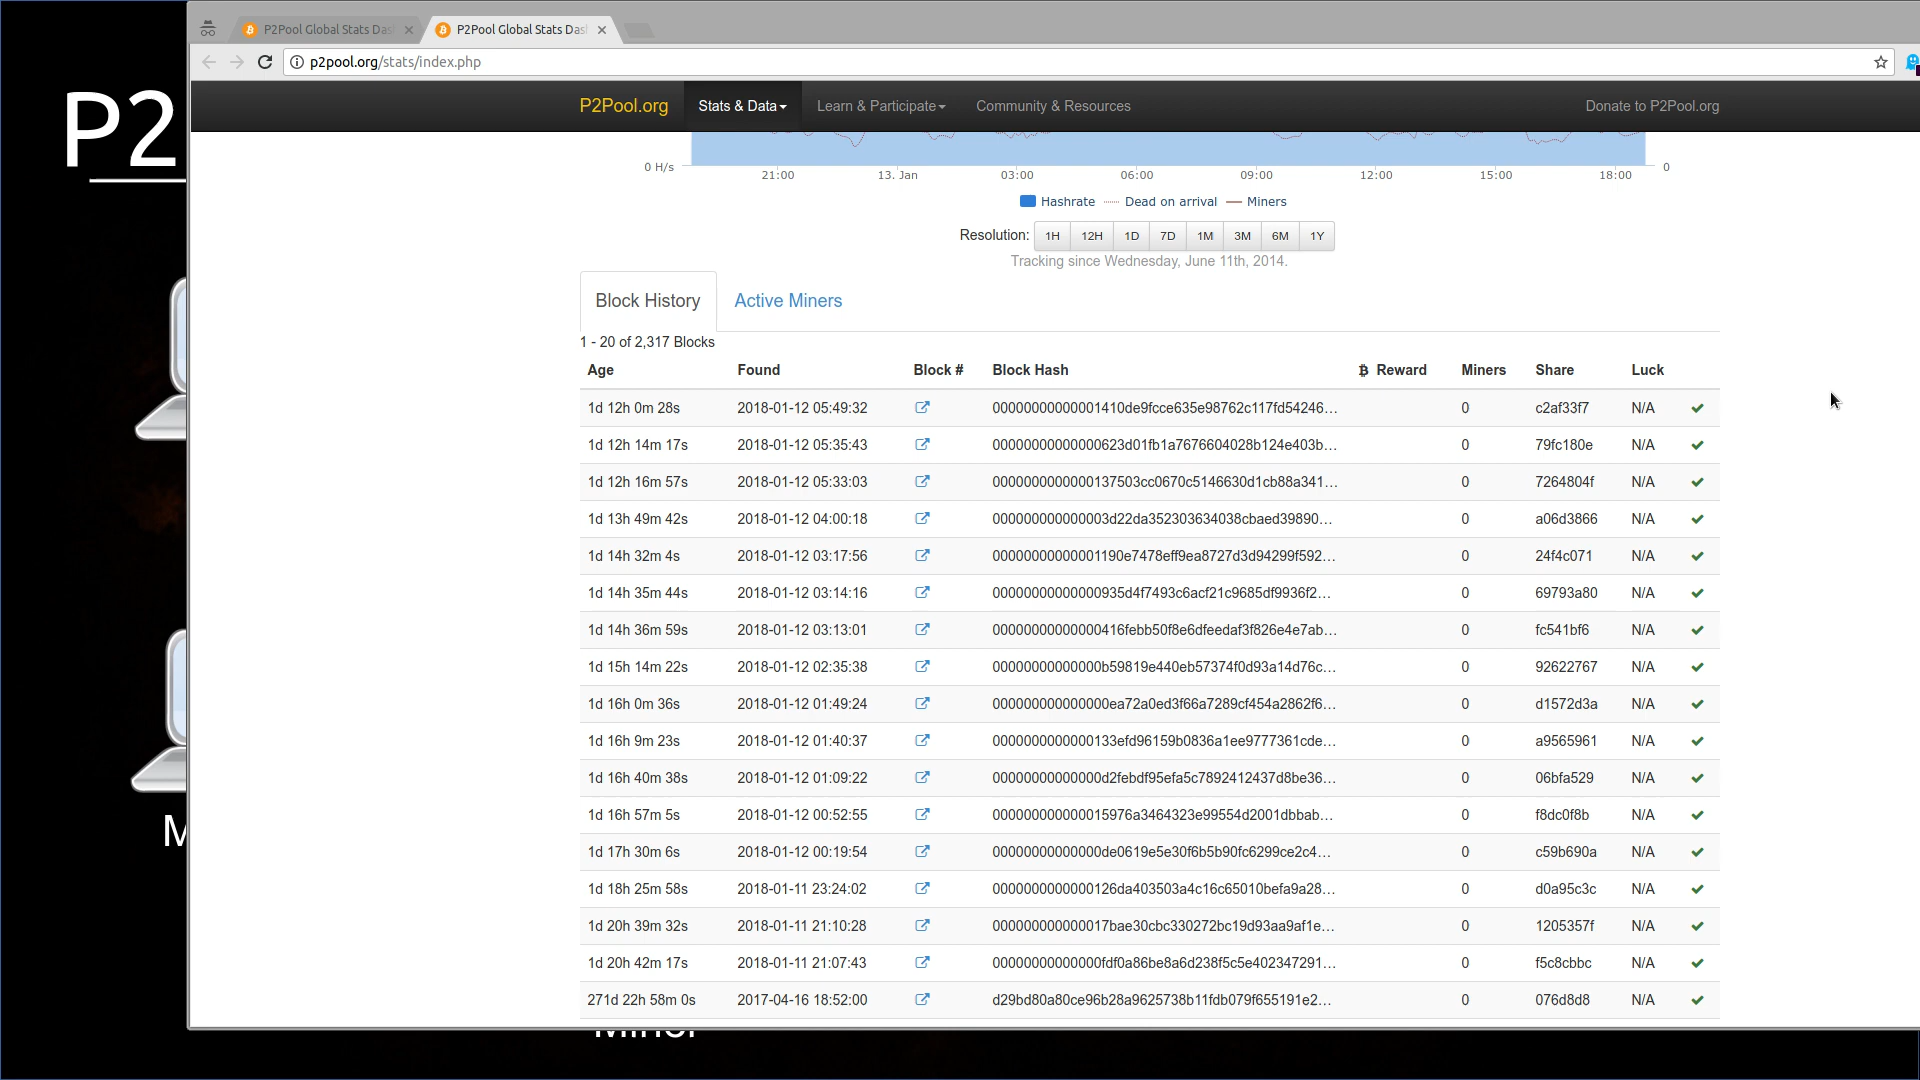 P2Pool Global Stats Das
P2Pool Global Stats Das
p2pool.org/stats/index.php
P2
P2Pool.org Stats & Data Learn & Participate Community & Resources Donate to P2Pool.org
0 H/s 0
21:00 13. Jan 03:00 06:00 09:00 12:00 15:00 18:00
Hashrate Dead on arrival Miners
Resolution: 1H 12H 1D 7D 1M 3M 6M 1Y
Tracking since Wednesday, June 11th, 2014.
Block History Active Miners
1 - 20 of 2,317 Blocks
Age Found Block # Block Hash Reward Miners Share Luck
1d 12h 0m 28s 2018-01-12 05:49:32 00000000000001410de9fcce635e98762c117fd54246... 0 c2af33f7 N/A
1d 12h 14m 17s 2018-01-12 05:35:43 00000000000000623d01fb1a7676604028b124e403b... 0 79fc180e N/A
1d 12h 16m 57s 2018-01-12 05:33:03 0000000000000137503cc0670c5146630d1cb88a341... 0 7264804f N/A
1d 13h 49m 42s 2018-01-12 04:00:18 000000000000003d22da352303634038cbaed39890... 0 a06d3866 N/A
1d 14h 32m 4s 2018-01-12 03:17:56 00000000000001190e7478eff9ea8727d3d94299f592... 0 24f4c071 N/A
1d 14h 35m 44s 2018-01-12 03:14:16 00000000000000935d4f7493c6acf21c9685df9936f2... 0 69793a80 N/A
1d 14h 36m 59s 2018-01-12 03:13:01 00000000000000416febb50f8e6dfeedaf3f826e4e7ab... 0 fc541bf6 N/A
1d 15h 14m 22s 2018-01-12 02:35:38 00000000000000b59819e440eb57374f0d93a14d76c... 0 92622767 N/A
1d 16h 0m 36s 2018-01-12 01:49:24 00000000000000ea72a0ed3f66a7289cf454a2862f6... 0 d1572d3a N/A
1d 16h 9m 23s 2018-01-12 01:40:37 0000000000000133efd96159b0836a1ee9777361cde... 0 a9565961 N/A
1d 16h 40m 38s 2018-01-12 01:09:22 00000000000000d2febdf95efa5c7892412437d8be36... 0 06bfa529 N/A
1d 16h 57m 5s 2018-01-12 00:52:55 000000000000015976a3464323e99554d2001dbbab... 0 f8dc0f8b N/A
1d 17h 30m 6s 2018-01-12 00:19:54 00000000000000de0619e5e30f6b5b90fc6299ce2c4... 0 c59b690a N/A
1d 18h 25m 58s 2018-01-11 23:24:02 0000000000000126da403503a4c16c65010befa9a28... 0 d0a95c3c N/A
1d 20h 39m 32s 2018-01-11 21:10:28 000000000000017bae30cbc330272bc19d93aa9af1e... 0 1205357f N/A
1d 20h 42m 17s 2018-01-11 21:07:43 00000000000000fdf0a86be8a6d238f5c5e402347291... 0 f5c8cbbc N/A
271d 22h 58m 0s 2017-04-16 18:52:00 d29bd80a80ce96b28a9625738b11fdb079f655191e2... 0 076d8d8 N/A